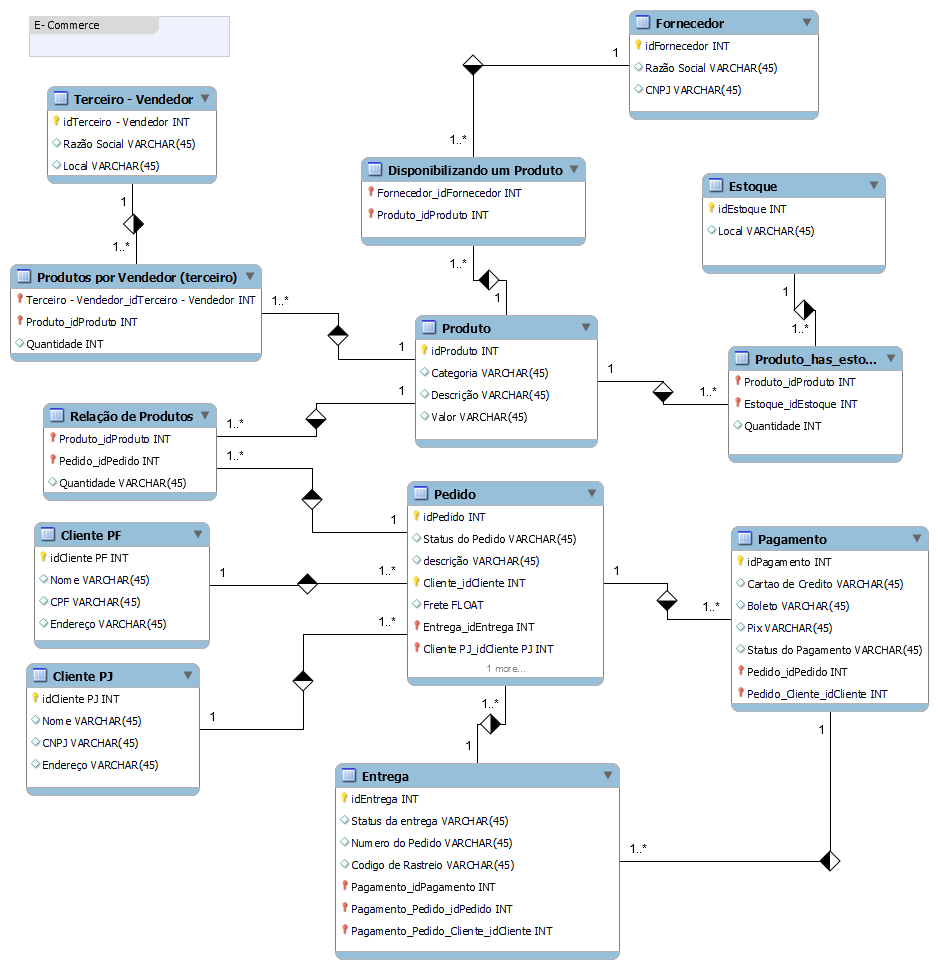 E- Commerce
Fornecedor
idFornecedor INT
Razão Social VARCHAR(45)
CNPJ VARCHAR(45)
1
1..*
Terceiro - Vendedor
idTerceiro - Vendedor INT
Razão Social VARCHAR(45)
Local VARCHAR(45)
1
1..*
Disponibilizando um Produto
Fornecedor_idFornecedor INT
Produto_idProduto INT
1..*
1
Estoque
idEstoque INT
Local VARCHAR(45)
1
1..*
Produtos por Vendedor (terceiro)
Terceiro - Vendedor_idTerceiro - Vendedor INT
Produto_idProduto INT
Quantidade INT
1..*
1
Produto
idProduto INT
Categoria VARCHAR(45)
Descrição VARCHAR(45)
Valor VARCHAR(45)
1
1..*
Produto_has_esto...
Produto_idProduto INT
Estoque_idEstoque INT
Quantidade INT
Relação de Produtos
Produto_idProduto INT
Pedido_idPedido INT
Quantidade VARCHAR(45)
1..*
1
1..*
1
Pedido
idPedido INT
Status do Pedido VARCHAR(45)
descrição VARCHAR(45)
Cliente_idCliente INT
Frete FLOAT
Entrega_idEntrega INT
Cliente PJ_idCliente PJ INT
1 more...
Cliente PF
idCliente PF INT
Nome VARCHAR(45)
CPF VARCHAR(45)
Endereço VARCHAR(45)
1
1..*
Pagamento
idPagamento INT
Cartao de Credito VARCHAR(45)
Boleto VARCHAR(45)
Pix VARCHAR(45)
Status do Pagamento VARCHAR(45)
Pedido_idPedido INT
Pedido_Cliente_idCliente INT
1
1..*
Cliente PJ
idCliente PJ INT
Nome VARCHAR(45)
CNPJ VARCHAR(45)
Endereço VARCHAR(45)
1
1..*
1..*
1
Entrega
idEntrega INT
Status da entrega VARCHAR(45)
Numero do Pedido VARCHAR(45)
Codigo de Rastreio VARCHAR(45)
Pagamento_idPagamento INT
Pagamento_Pedido_idPedido INT
Pagamento_Pedido_Cliente_idCliente INT
1
1..*